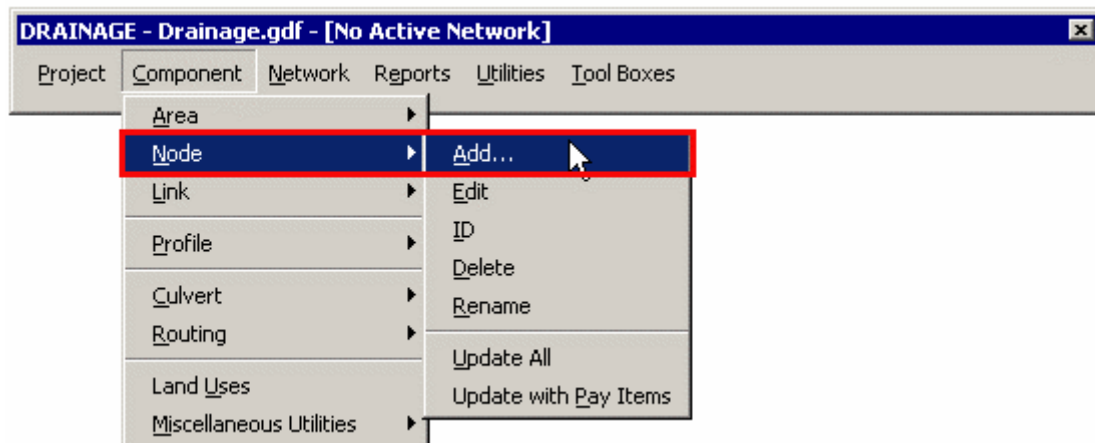 DRAINAGE - Drainage.gdf - [No Active Network]
Project Component Network Reports Utilities Tool Boxes
Area
Node
Link
Profile
Culvert
Routing
Land Uses
Miscellaneous Utilities
Add...
Edit
ID
Delete
Rename
Update All
Update with Pay Items